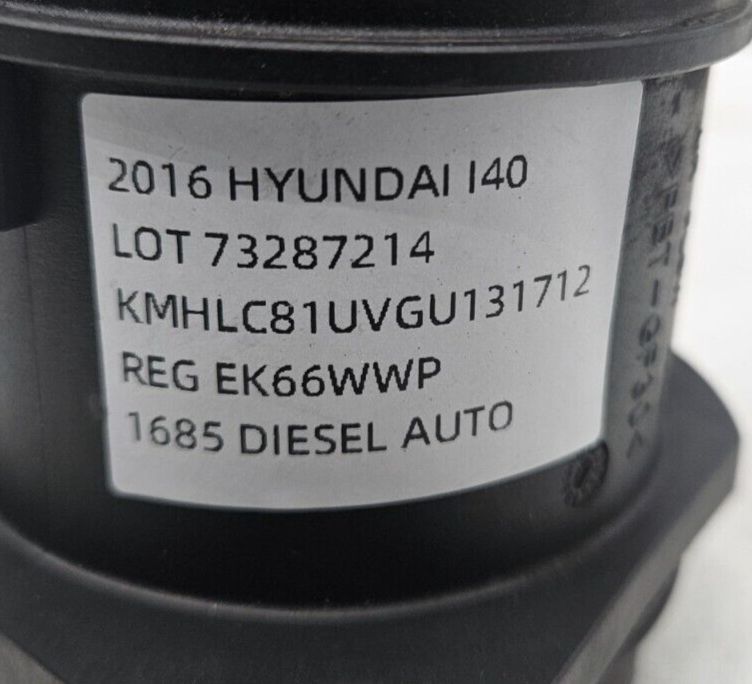 2016 HYUNDAI I40
LOT 73287214
KMHLC81UVGU131712
REG EK66WWP
1685 DIESEL AUTO